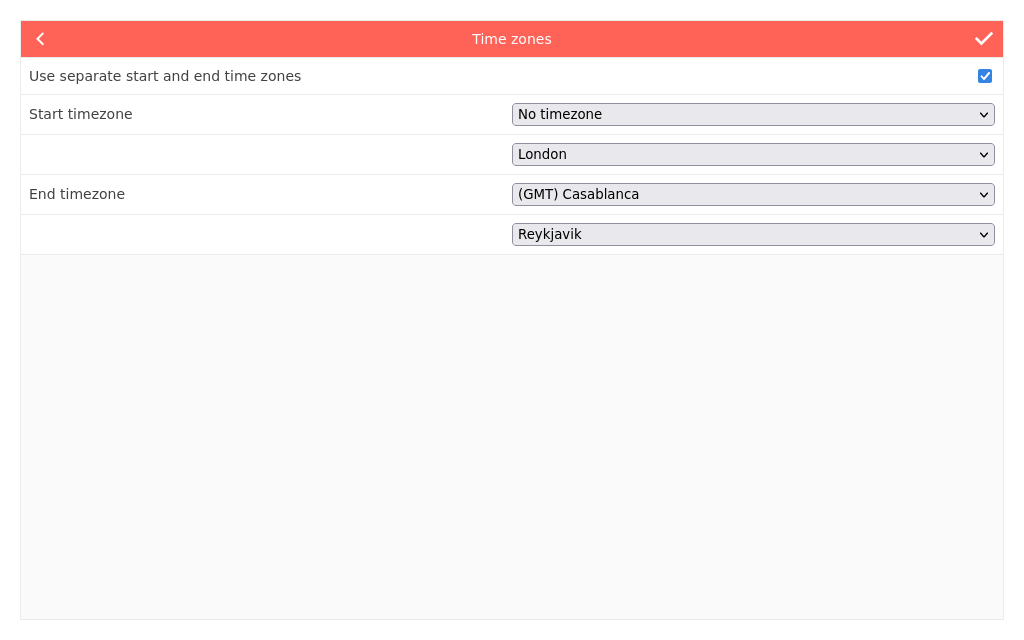 Time zones
Use separate start and end time zones
Start timezone No timezone
London
End timezone (GMT) Casablanca
Reykjavik